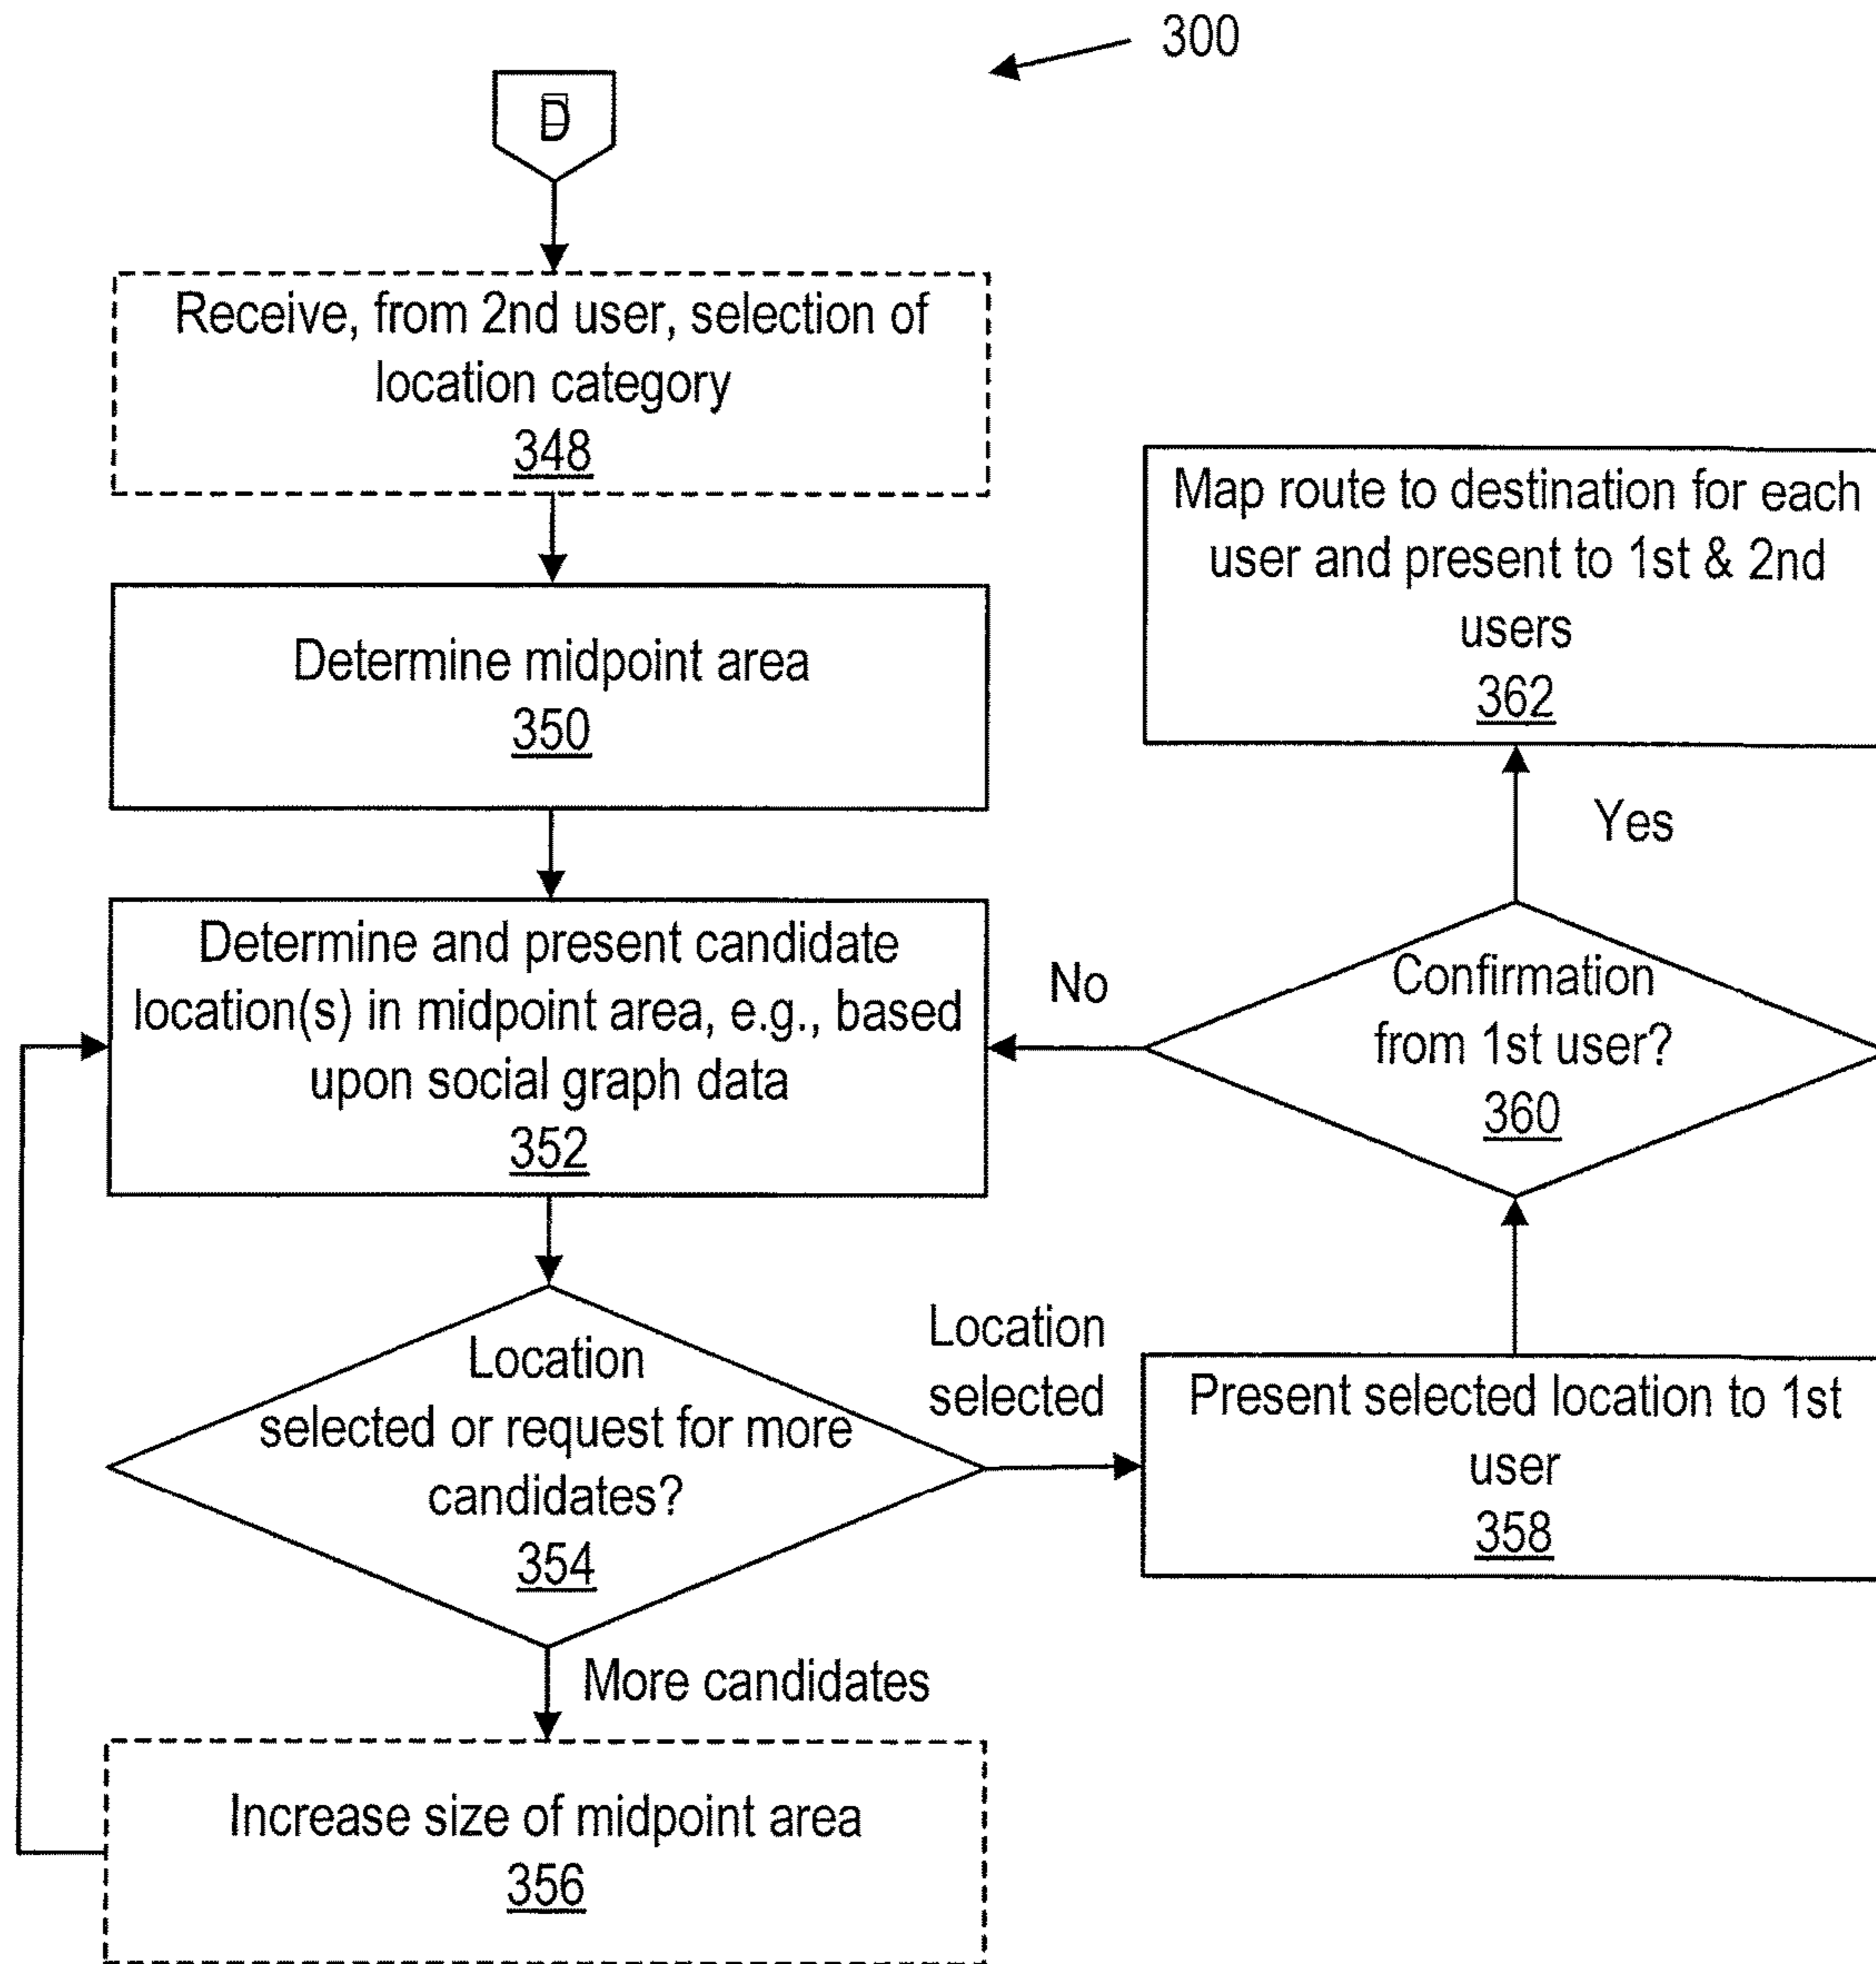 300
D
Receive, from 2nd user, selection of
location category
348
Determine midpoint area
350
Determine and present candidate
location(s) in midpoint area, e.g., based
upon social graph data
352
Location
selected or request for more
candidates?
354
More candidates
Increase size of midpoint area
356
Location
selected
Present selected location to 1st
user
358
Confirmation
from 1st user?
360
No
Yes
Map route to destination for each
user and present to 1st & 2nd
users
362